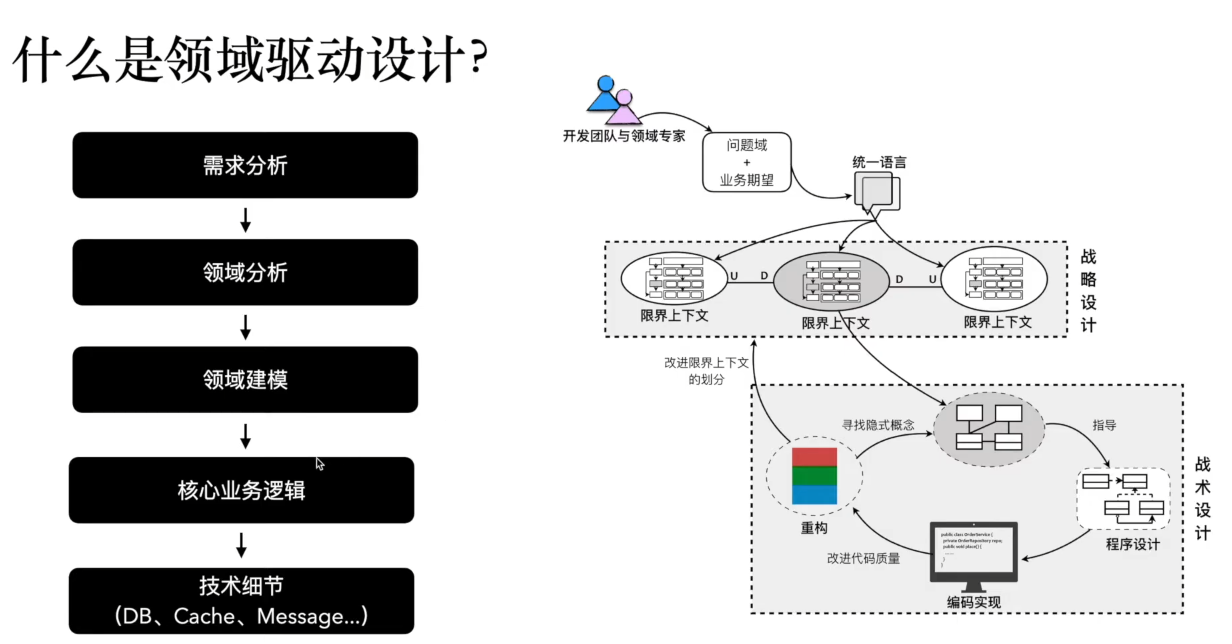 什么是领域驱动设计?
需求分析
领域分析
领域建模
核心业务逻辑
技术细节
（DB、Cache、Message...）
开发团队与领域专家
问题域
+
业务期望
统一语言
U
D
D
U
限界上下文
限界上下文
限界上下文
战略设计
改进限界上下文
的划分
寻找隐式概念
指导
重构
程序设计
改进代码质量
public class OrderService {
private OrderRepository repo;
public void place() {
......
}
}
编码实现
战术设计